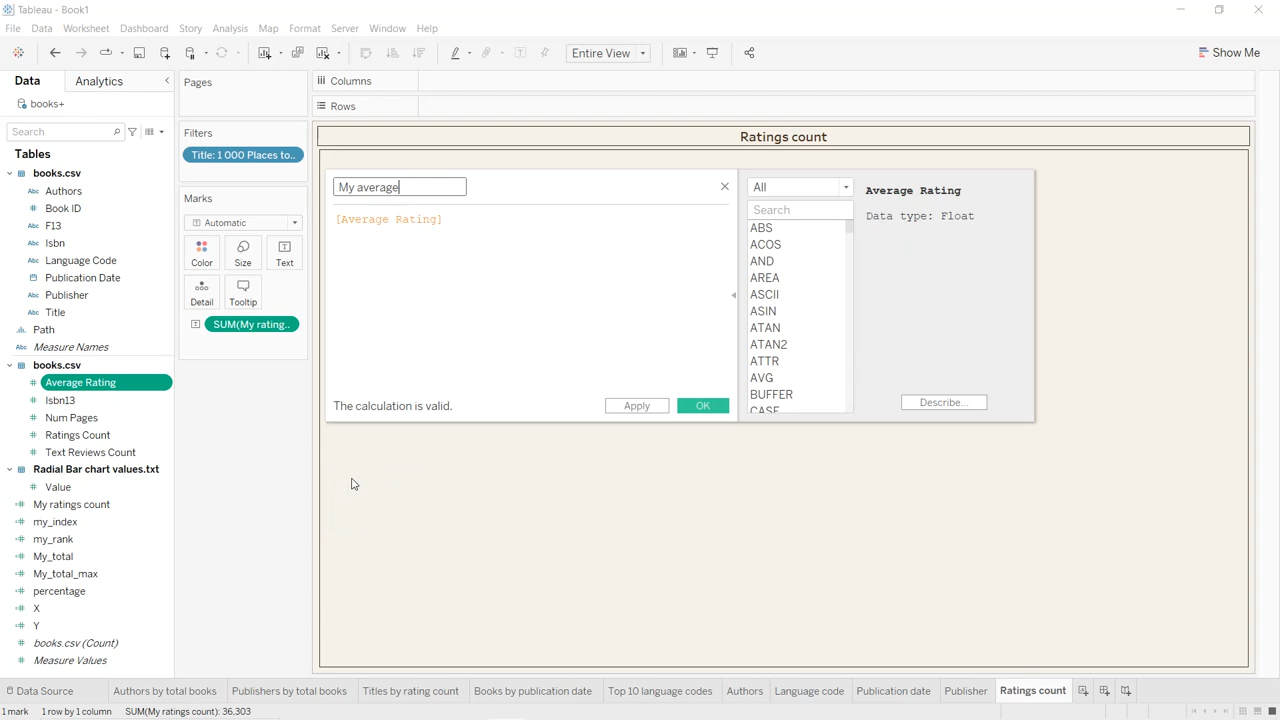 Tableau - Book1
File Data Worksheet Dashboard Story Analysis Map Format Server Window Help
Entire View
Show Me
Data Analytics
books+
Search
Tables
books.csv
Abc Authors
# Book ID
Abc F13
Abc Isbn
Abc Language Code
Publication Date
Abc Publisher
Abc Title
Path
Abc Measure Names
books.csv
# Average Rating
# Isbn13
# Num Pages
# Ratings Count
# Text Reviews Count
Radial Bar chart values.txt
# Value
My ratings count
my_index
my_rank
My_total
My_total_max
percentage
X
Y
# books.csv (Count)
# Measure Values
Pages
Filters
Title: 1 000 Places to..
Marks
Automatic
Color Size Text
Detail Tooltip
SUM(My rating..
Columns
Rows
Ratings count
My average
[Average Rating]
The calculation is valid.
Apply OK
All
Search
ABS
ACOS
AND
AREA
ASCII
ASIN
ATAN
ATAN2
ATTR
AVG
BUFFER
CASE
Average Rating
Data type: Float
Describe...
Data Source Authors by total books Publishers by total books Titles by rating count Books by publication date Top 10 language codes Authors Language code Publication date Publisher Ratings count
1 mark 1 row by 1 column SUM(My ratings count): 36,303